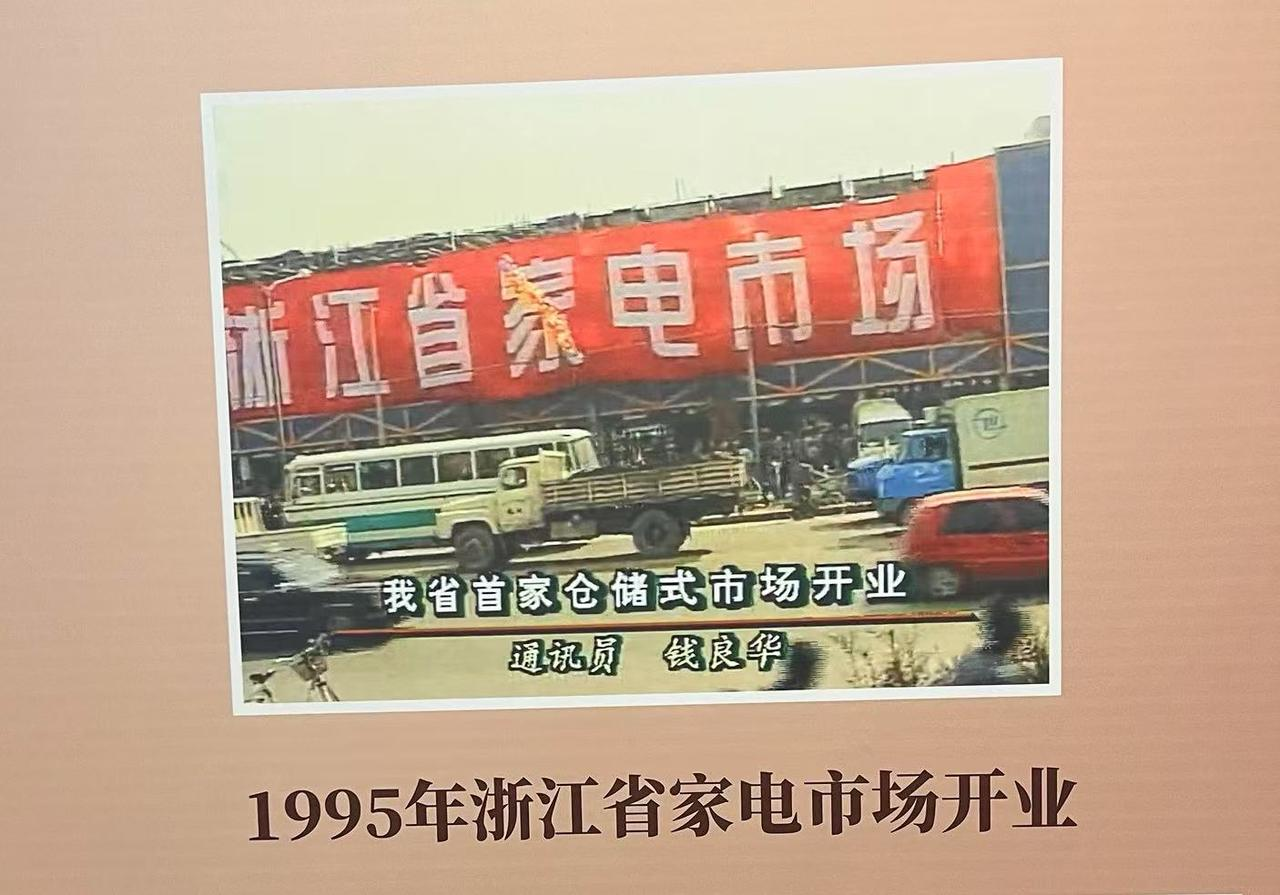 浙江省家电市场
我省首家仓储式市场开业
通讯员 钱良华
1995年浙江省家电市场开业